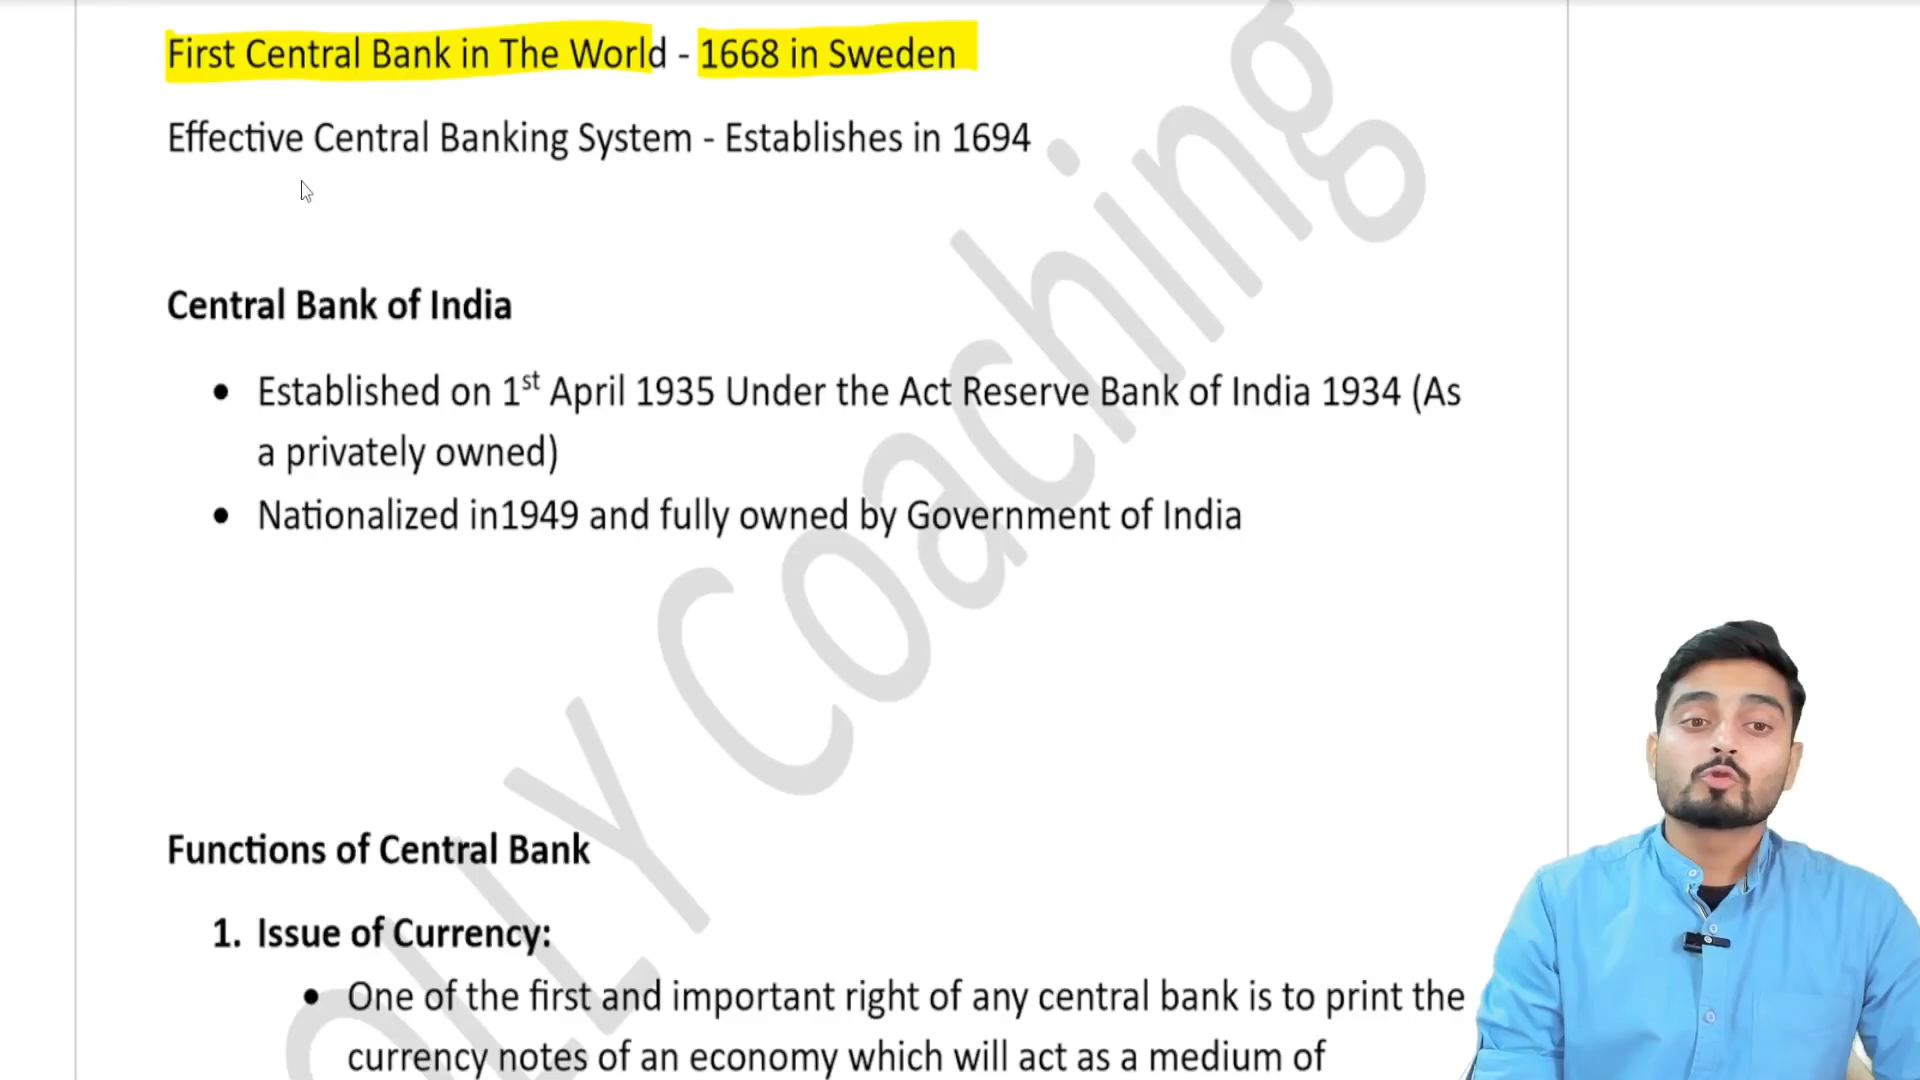 First Central Bank in The World - 1668 in Sweden
Effective Central Banking System - Establishes in 1694
Central Bank of India
• Established on 1st April 1935 Under the Act Reserve Bank of India 1934 (As
a privately owned)
• Nationalized in1949 and fully owned by Government of India
Functions of Central Bank
1. Issue of Currency:
• One of the first and important right of any central bank is to print the
currency notes of an economy which will act as a medium of
LLY Coaching